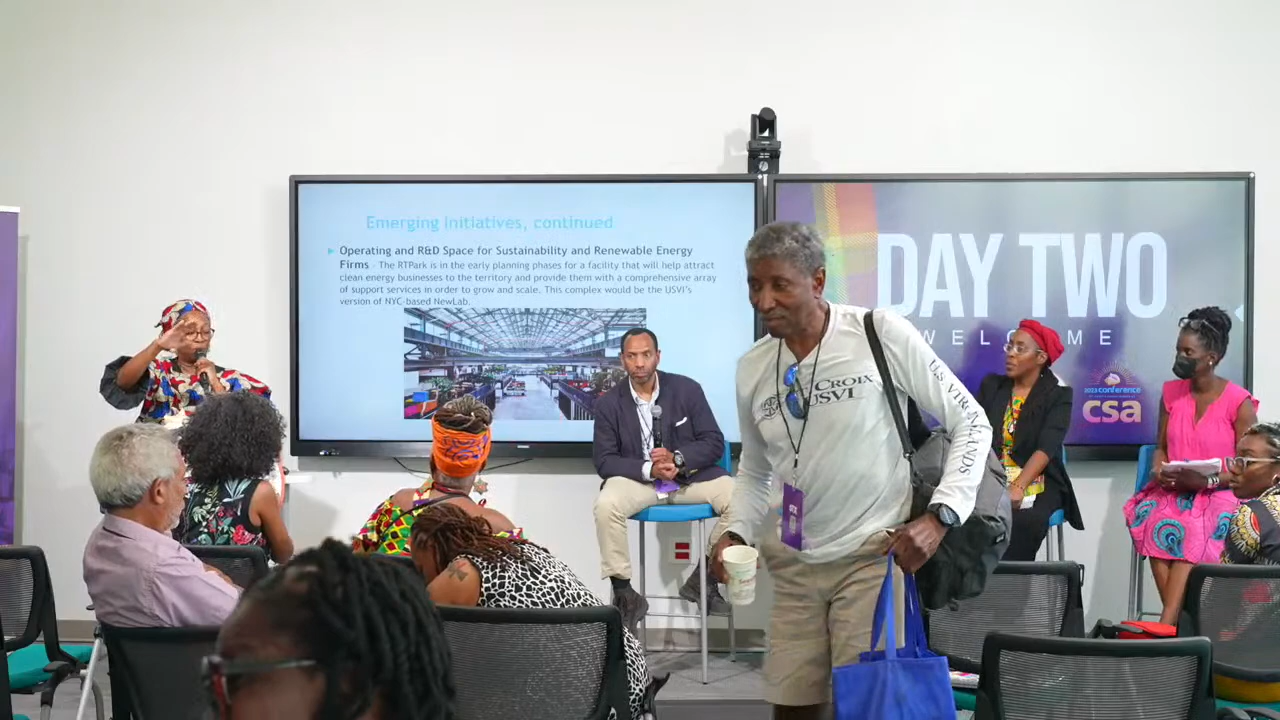 Emerging Initiatives, continued
Operating and R&D Space for Sustainability and Renewable Energy
Firms - The RTPark is in the early planning phases for a facility that will help attract
clean energy businesses to the territory and provide them with a comprehensive array
of support services in order to grow and scale. This complex would be the USVI's
version of NYC-based NewLab.
DAY TWO
WELCOME
2023 conference
csa
CROIX
USVI
U.S. VIRGIN ISLANDS